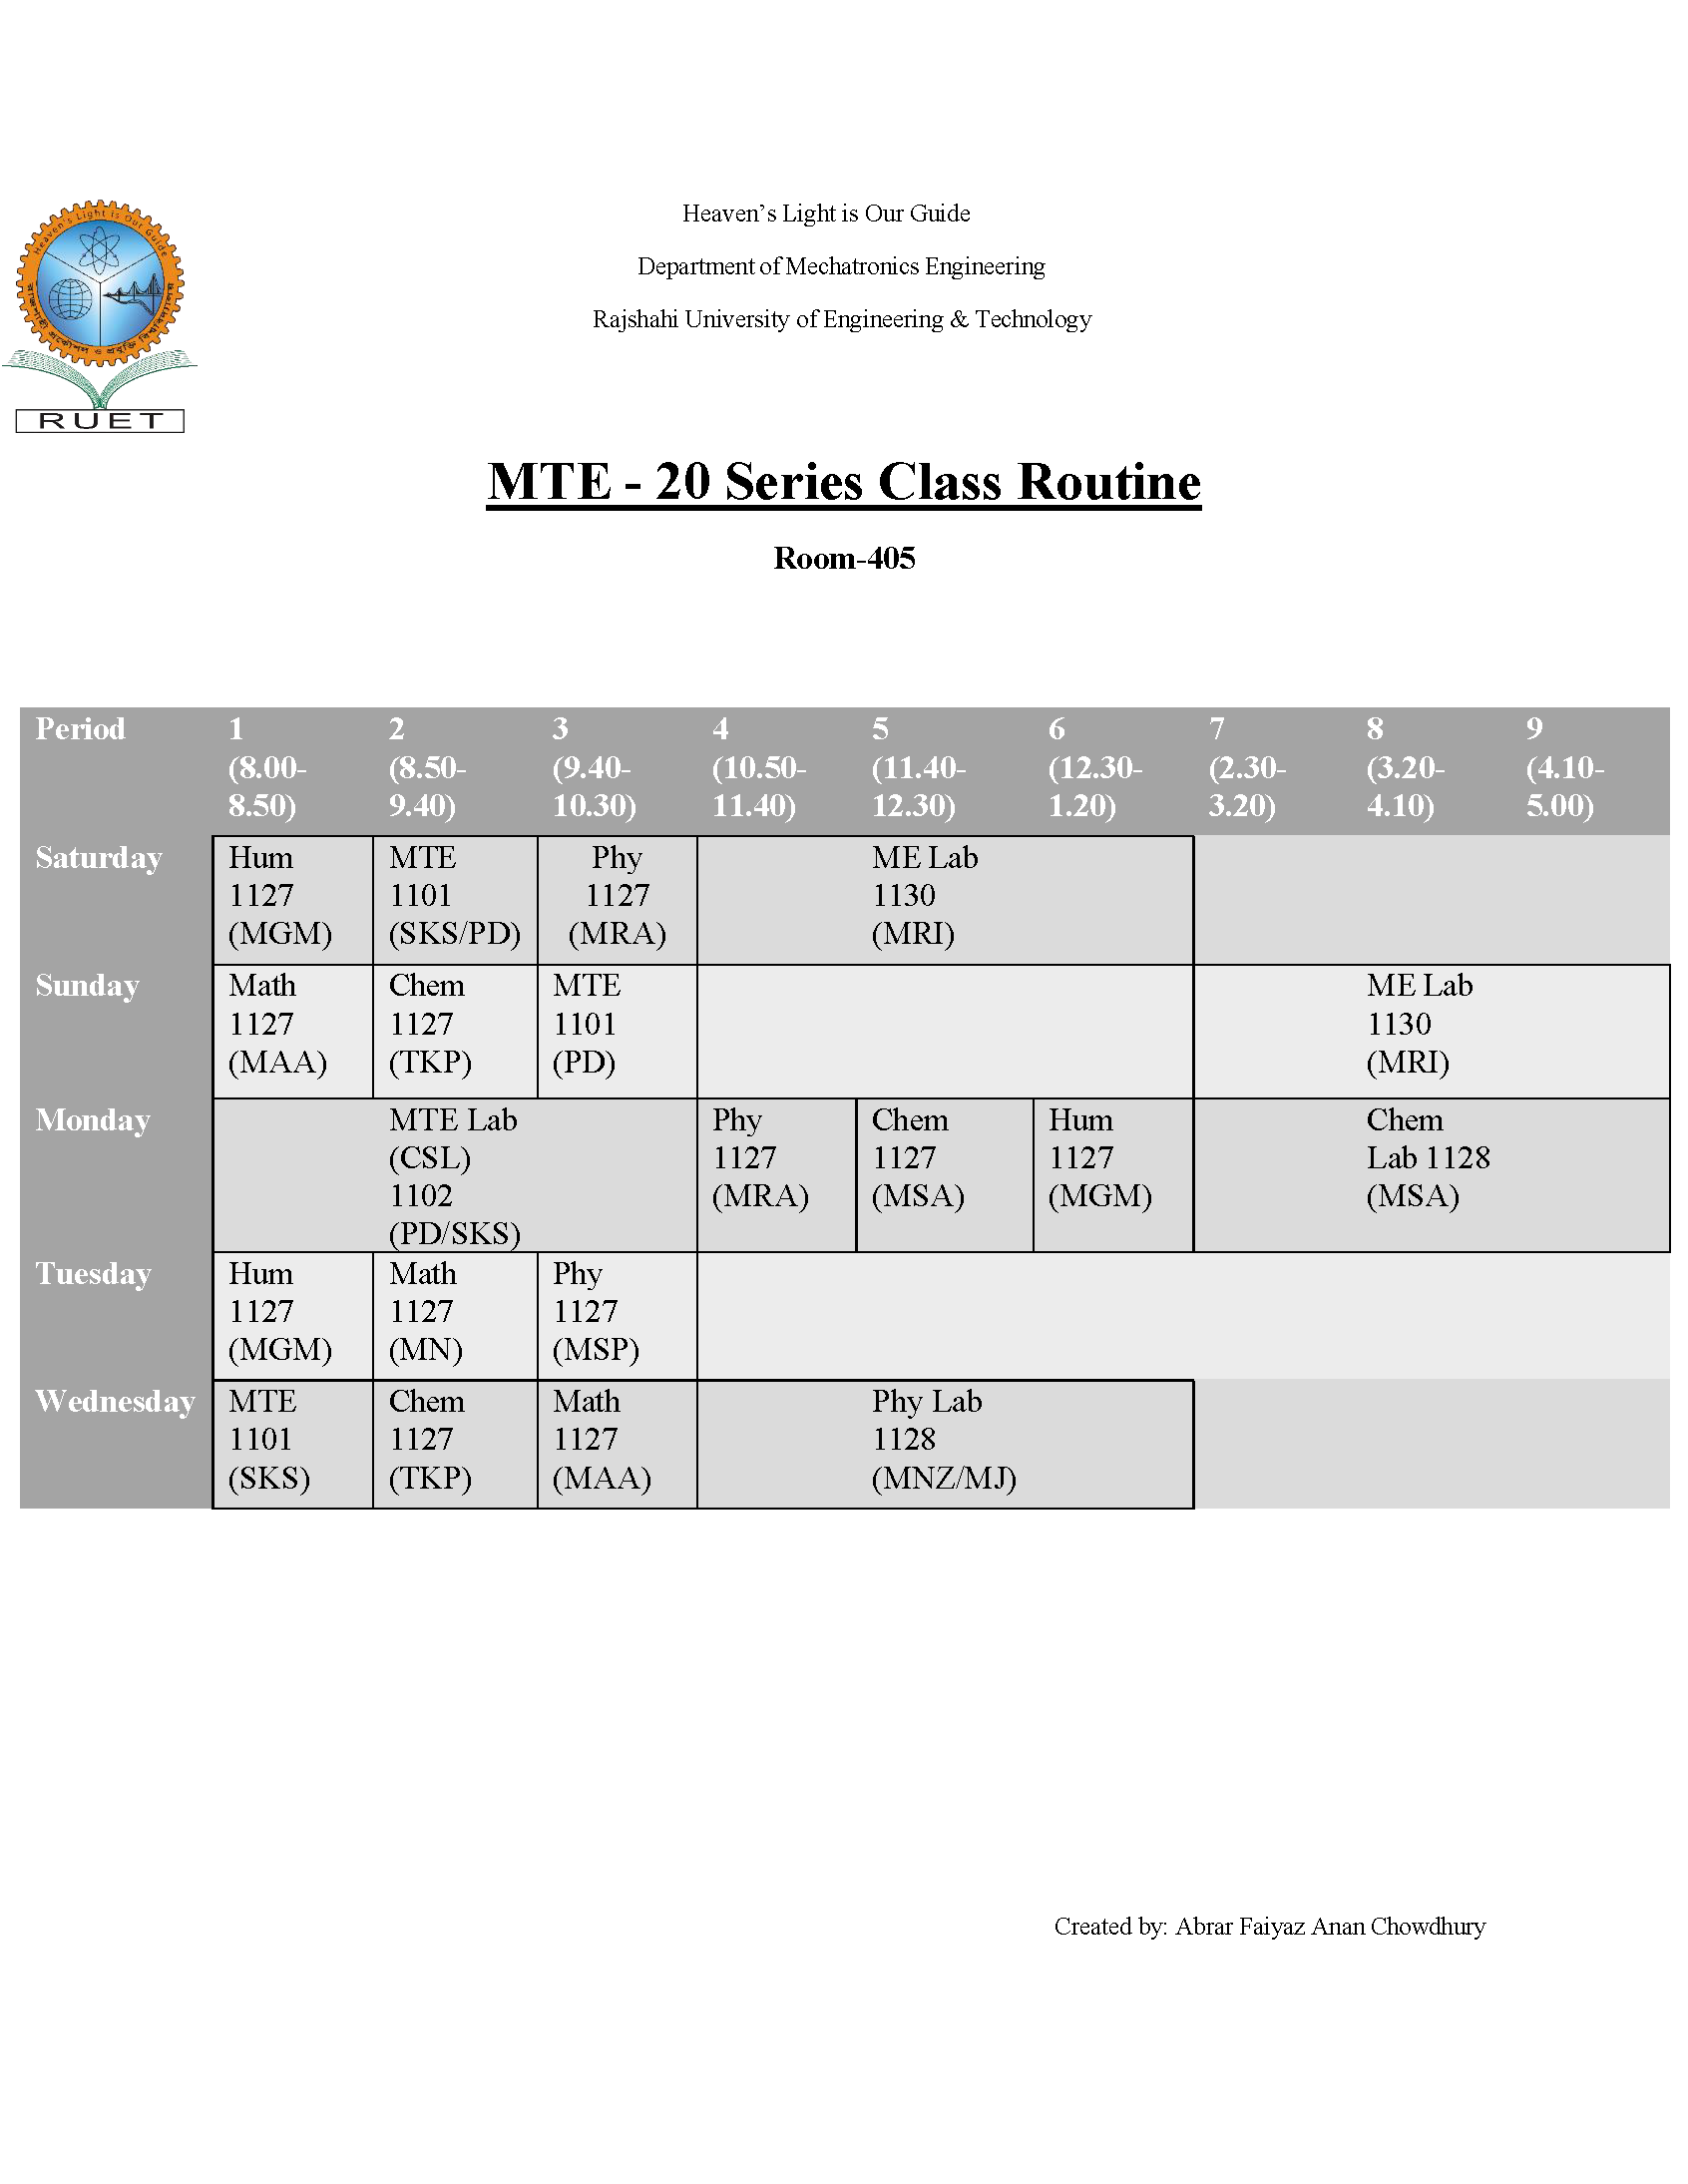 Heaven's Light is Our Guide
রাজশাহী প্রকৌশল ও প্রযুক্তি বিশ্ববিদ্যালয়
RUET
Heaven’s Light is Our Guide
Department of Mechatronics Engineering
Rajshahi University of Engineering & Technology
MTE - 20 Series Class Routine
Room-405
Period
1
(8.00-
8.50)
2
(8.50-
9.40)
3
(9.40-
10.30)
4
(10.50-
11.40)
5
(11.40-
12.30)
6
(12.30-
1.20)
7
(2.30-
3.20)
8
(3.20-
4.10)
9
(4.10-
5.00)
Saturday
Hum
1127
(MGM)
MTE
1101
(SKS/PD)
Phy
1127
(MRA)
ME Lab
1130
(MRI)
Sunday
Math
1127
(MAA)
Chem
1127
(TKP)
MTE
1101
(PD)
ME Lab
1130
(MRI)
Monday
MTE Lab
(CSL)
1102
(PD/SKS)
Phy
1127
(MRA)
Chem
1127
(MSA)
Hum
1127
(MGM)
Chem
Lab 1128
(MSA)
Tuesday
Hum
1127
(MGM)
Math
1127
(MN)
Phy
1127
(MSP)
Wednesday
MTE
1101
(SKS)
Chem
1127
(TKP)
Math
1127
(MAA)
Phy Lab
1128
(MNZ/MJ)
Created by: Abrar Faiyaz Anan Chowdhury